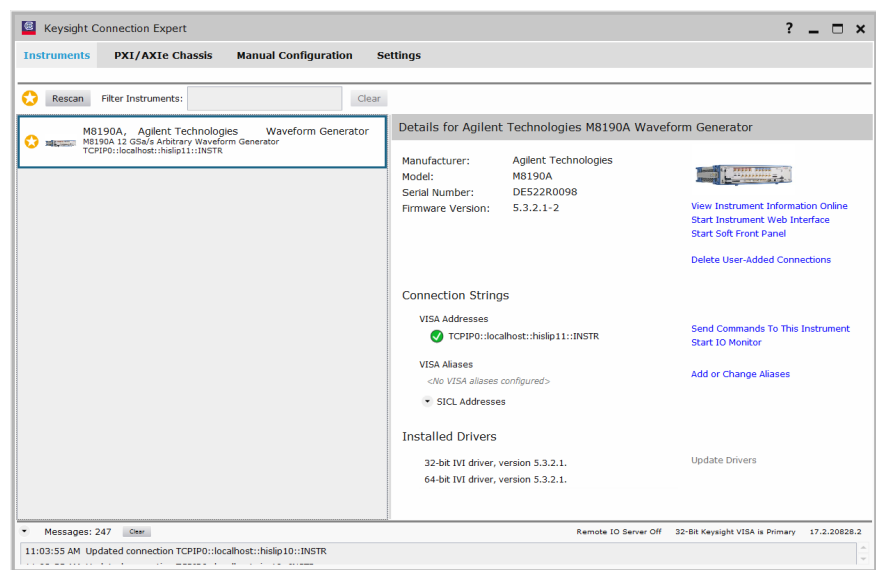 Keysight Connection Expert
?
Instruments PXI/AXIe Chassis Manual Configuration Settings
Rescan Filter Instruments: Clear
M8190A, Agilent Technologies Waveform Generator
M8190A 12 GSa/s Arbitrary Waveform Generator
TCPIP0::localhost::hislip11::INSTR
Details for Agilent Technologies M8190A Waveform Generator
Manufacturer: Agilent Technologies
Model: M8190A
Serial Number: DE522R0098
Firmware Version: 5.3.2.1-2
View Instrument Information Online
Start Instrument Web Interface
Start Soft Front Panel
Delete User-Added Connections
Connection Strings
VISA Addresses
TCPIP0::localhost::hislip11::INSTR
Send Commands To This Instrument
Start IO Monitor
VISA Aliases
<No VISA aliases configured>
Add or Change Aliases
SICL Addresses
Installed Drivers
32-bit IVI driver, version 5.3.2.1.
64-bit IVI driver, version 5.3.2.1.
Update Drivers
Messages: 247 Clear
Remote IO Server Off 32-Bit Keysight VISA is Primary 17.2.20828.2
11:03:55 AM Updated connection TCPIP0::localhost::hislip10::INSTR